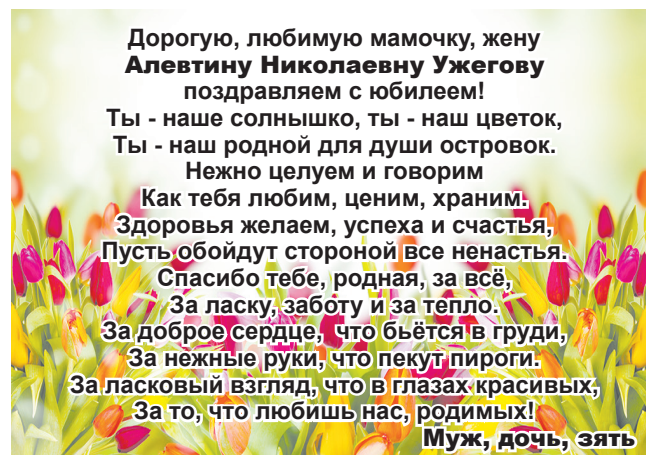 Дорогую, любимую мамочку, жену
Алевтину Николаевну Ужегову
поздравляем с юбилеем!
Ты - наше солнышко, ты - наш цветок,
Ты - наш родной для души островок.
Нежно целуем и говорим
Как тебя любим, ценим, храним.
Здоровья желаем, успеха и счастья,
Пусть обойдут стороной все ненастья.
Спасибо тебе, родная, за всё,
За ласку, заботу и за тепло.
За доброе сердце, что бьётся в груди,
За нежные руки, что пекут пироги.
За ласковый взгляд, что в глазах красивых,
За то, что любишь нас, родимых!
Муж, дочь, зять